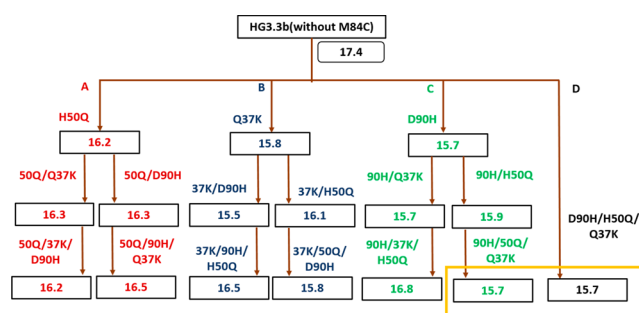 HG3.3b(without M84C)
17.4
A B C D
H50Q Q37K D90H
16.2 15.8 15.7
50Q/Q37K 50Q/D90H 37K/D90H 37K/H50Q 90H/Q37K 90H/H50Q
16.3 16.3 15.5 16.1 15.7 15.9
D90H/H50Q/
Q37K
50Q/37K/ 50Q/90H/ 37K/90H/ 37K/50Q/ 90H/37K/ 90H/50Q/
D90H Q37K H50Q D90H H50Q Q37K
16.2 16.5 16.5 15.8 16.8 15.7 15.7